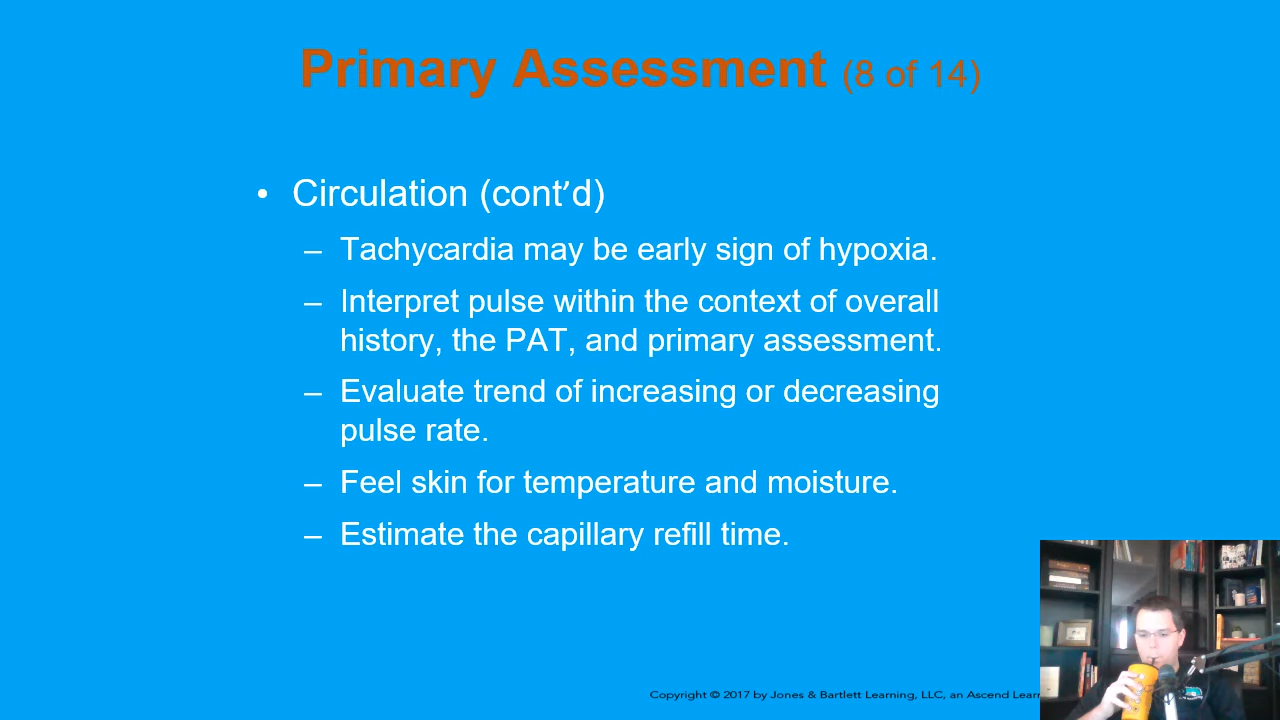 Primary Assessment (8 of 14)
• Circulation (cont’d)
– Tachycardia may be early sign of hypoxia.
– Interpret pulse within the context of overall
history, the PAT, and primary assessment.
– Evaluate trend of increasing or decreasing
pulse rate.
– Feel skin for temperature and moisture.
– Estimate the capillary refill time.
Copyright © 2017 by Jones & Bartlett Learning, LLC, an Ascend Lear